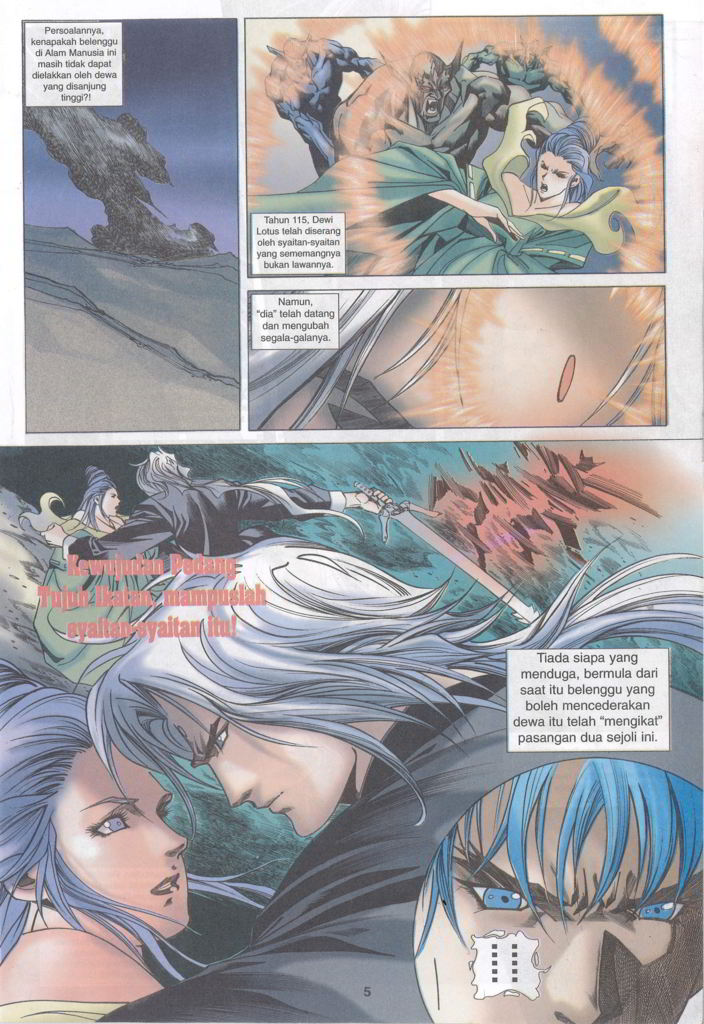 Persoalannya,
kenapakah belenggu
di Alam Manusia ini
masih tidak dapat
dielakkan oleh dewa
yang disanjung
tinggi?!
Tahun 115, Dewi
Lotus diserang
oleh syaitan-syaitan
yang sememangnya
bukan lawannya.
Namun,
“dia” telah datang
dan mengubah
segala-galanya.
Kewujudan Pedang
Tujuh Ikatan, mampuslah
syaitan-syaitan itu!
Tiada siapa yang
menduga, bermula dari
saat itu belenggu yang
boleh mencederakan
dewa itu telah “mengikat”
pasangan dua sejoli ini.
5